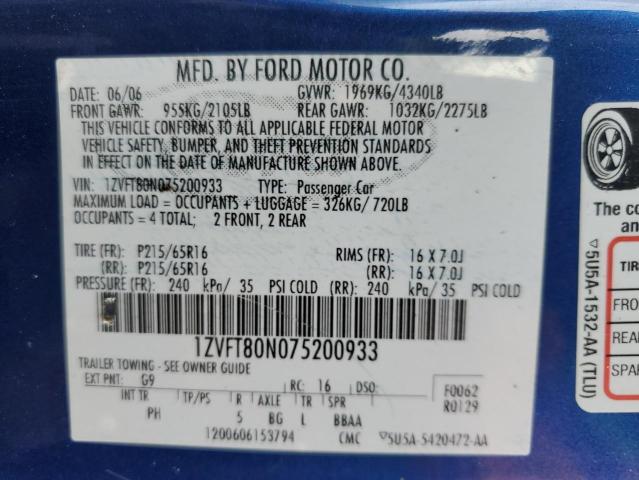 MFD. BY FORD MOTOR CO.
DATE: 06/06 GVWR: 1969KG/4340LB
FRONT GAWR: 955KG/2105LB REAR GAWR: 1032KG/2275LB
THIS VEHICLE CONFORMS TO ALL APPLICABLE FEDERAL MOTOR
VEHICLE SAFETY, BUMPER, AND THEFT PREVENTION STANDARDS
IN EFFECT ON THE DATE OF MANUFACTURE SHOWN ABOVE.
VIN: 1ZVFT80N075200933 TYPE: Passenger Car
MAXIMUM LOAD = OCCUPANTS + LUGGAGE = 326KG/720LB
OCCUPANTS = 4 TOTAL; 2 FRONT, 2 REAR
TIRE (FR): P215/65R16 RIMS (FR): 16 X 7.0J
(RR): P215/65R16 (RR): 16 X 7.0J
PRESSURE (FR): 240 kPa/ 35 PSI COLD (RR): 240 kPa/ 35 PSI COLD
1ZVFT80N075200933
TRAILER TOWING - SEE OWNER GUIDE
EXT PNT: G9 RC: 16 DSO: F0062
INT TR TP/PS R AXLE TR SPR R0129
PH 5 BG L BBAA
1200606153794 CMC ▽5U5A-5420472-AA
The co
an
TIR
FRO
REA
SPAR
▽5U5A-1532-AA (TLU)